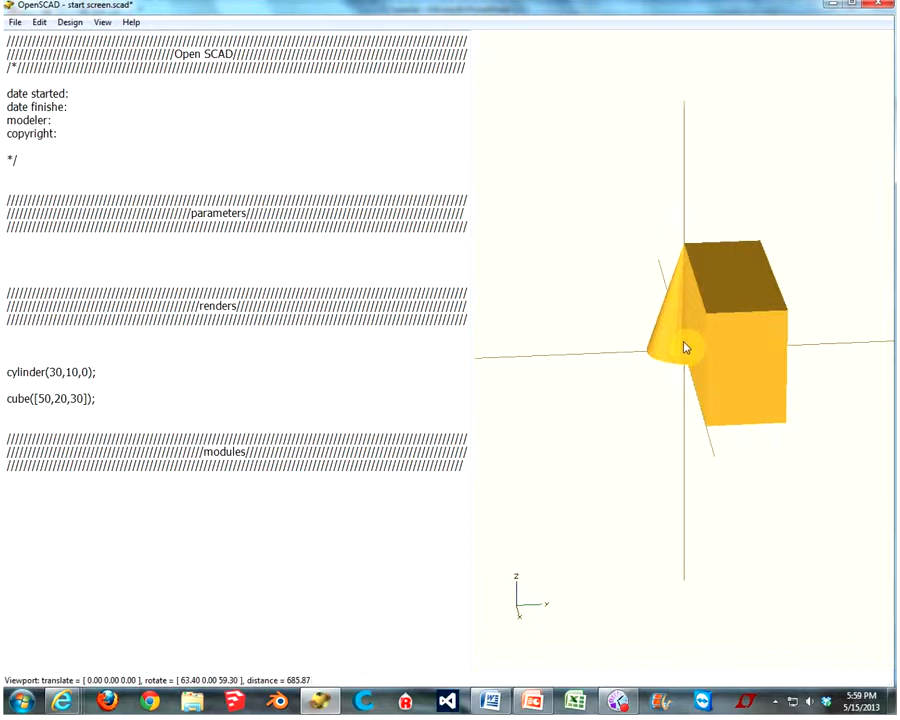 OpenSCAD - start screen.scad*
File Edit Design View Help
////////////////////////////////////////////////////////////////////////////////////////////////////////////////
/////////////////////////////////////////Open SCAD/////////////////////////////////////////////////////////
/*/////////////////////////////////////////////////////////////////////////////////////////////////////////////
date started:
date finishe:
modeler:
copyright:
*/
////////////////////////////////////////////////////////////////////////////////////////////////////////////////
/////////////////////////////////////////////parameters/////////////////////////////////////////////////////
////////////////////////////////////////////////////////////////////////////////////////////////////////////////
////////////////////////////////////////////////////////////////////////////////////////////////////////////////
///////////////////////////////////////////////renders////////////////////////////////////////////////////////
////////////////////////////////////////////////////////////////////////////////////////////////////////////////
cylinder(30,10,0);
cube([50,20,30]);
////////////////////////////////////////////////////////////////////////////////////////////////////////////////
////////////////////////////////////////////////modules/////////////////////////////////////////////////////
///////////////////////////////////////////////////////////////////////////////////////////////////////////////
Z
Y
X
Viewport: translate = [ 0.00 0.00 0.00 ], rotate = [ 63.40 0.00 59.30 ], distance = 685.87
5:59 PM
5/15/2013